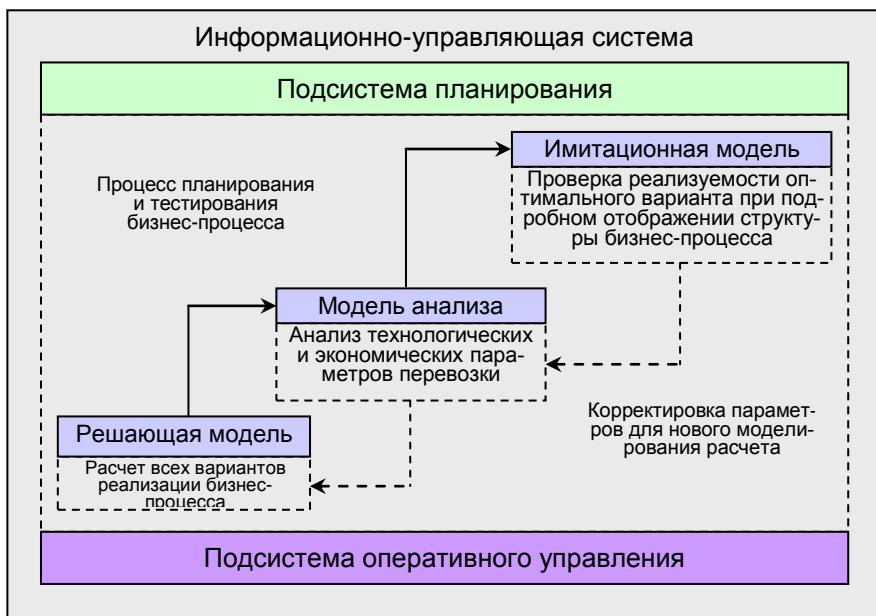 Информационно-управляющая система
Подсистема планирования
Имитационная модель
Проверка реализуемости оп-
тимального варианта при под-
робном отображении структу-
ры бизнес-процесса
Процесс планирования
и тестирования
бизнес-процесса
Модель анализа
Анализ технологических
и экономических пара-
метров перевозки
Корректировка парамет-
ров для нового модели-
рования расчета
Решающая модель
Расчет всех вариантов
реализации бизнес-
процесса
Подсистема оперативного управления